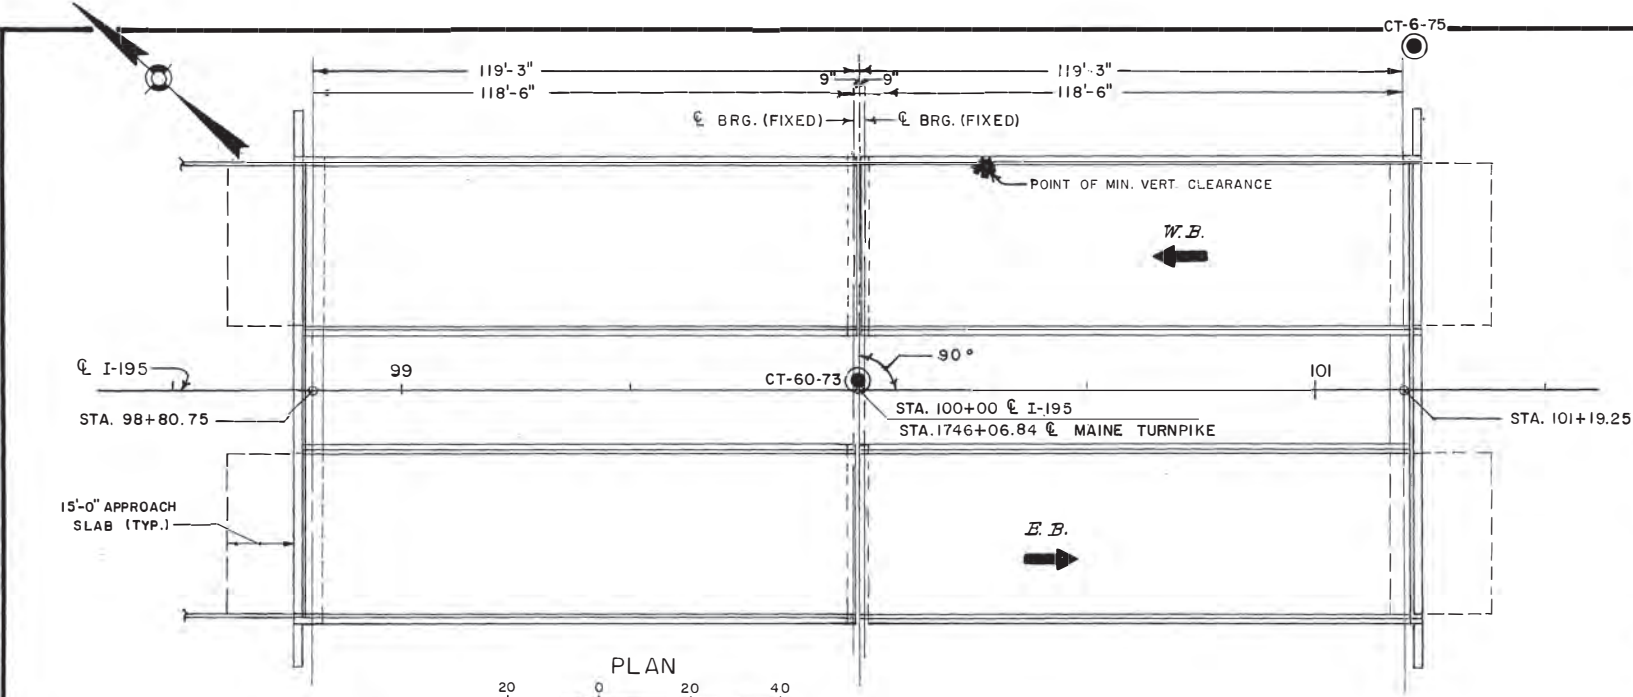 CT-6-75
119'-3" 119'-3"
9" 9"
118'-6" 118'-6"
℄ BRG. (FIXED) ℄ BRG. (FIXED)
POINT OF MIN. VERT. CLEARANCE
W.B.
90°
℄ I-195 99 CT-60-73 101
STA. 98+80.75 STA. 100+00 ℄ I-195 STA. 101+19.25
STA. 1746+06.84 ℄ MAINE TURNPIKE
15'-0" APPROACH
SLAB (TYP.)
E.B.
PLAN
20 0 20 40